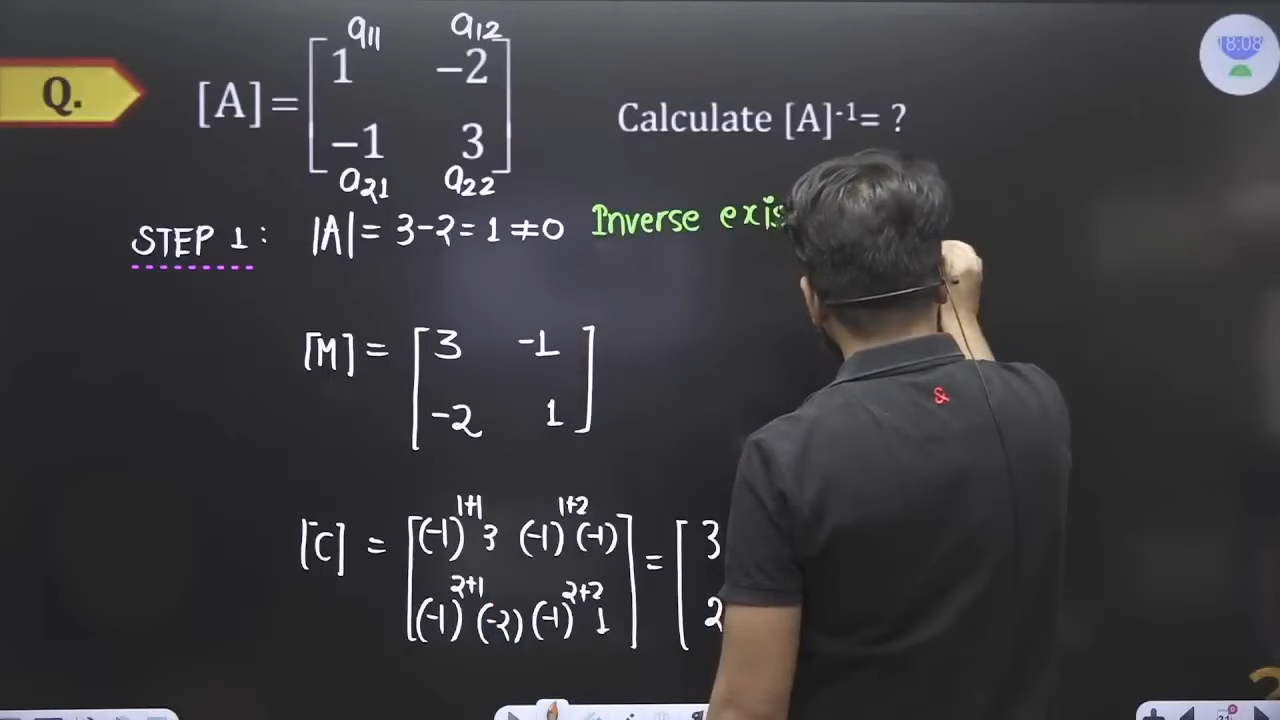 Q.
[A] = [1 -2
-1 3]
a11 a12
a21 a22
Calculate [A]-1= ?
18:08
STEP 1 : |A| = 3-2 = 1 ≠0 Inverse exis
[M] = [3 -1
-2 1]
[C] = [(-1)1+1 3 (-1)1+2 (-1)
(-1)2+1 (-2) (-1)2+2 1] = [3
2